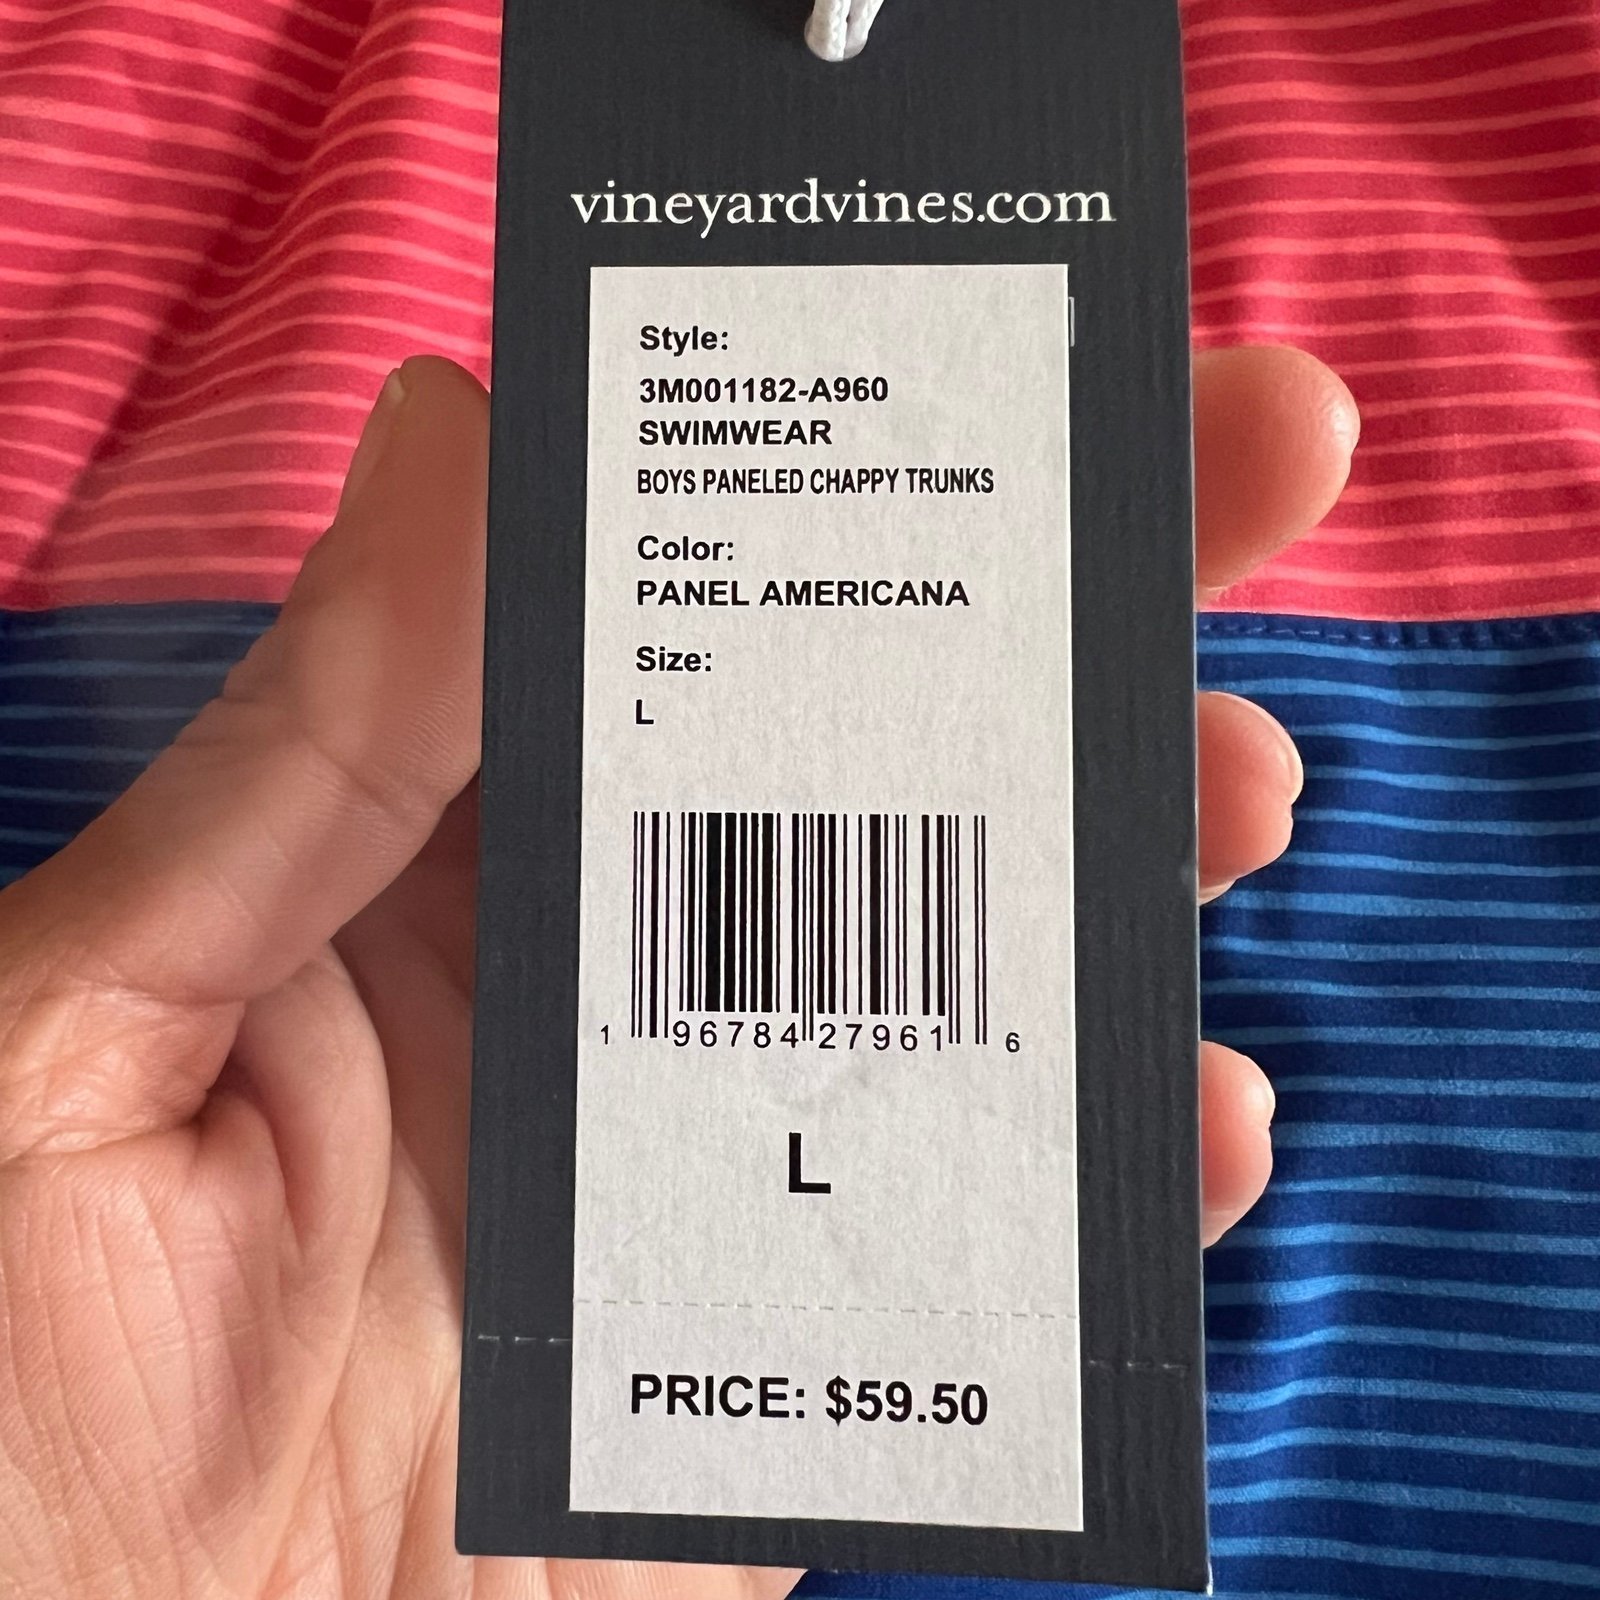 vineyardvines.com
Style:
3M001182-A960
SWIMWEAR
BOYS PANELED CHAPPY TRUNKS
Color:
PANEL AMERICANA
Size:
L
1 96784 27961 6
L
PRICE: $59.50